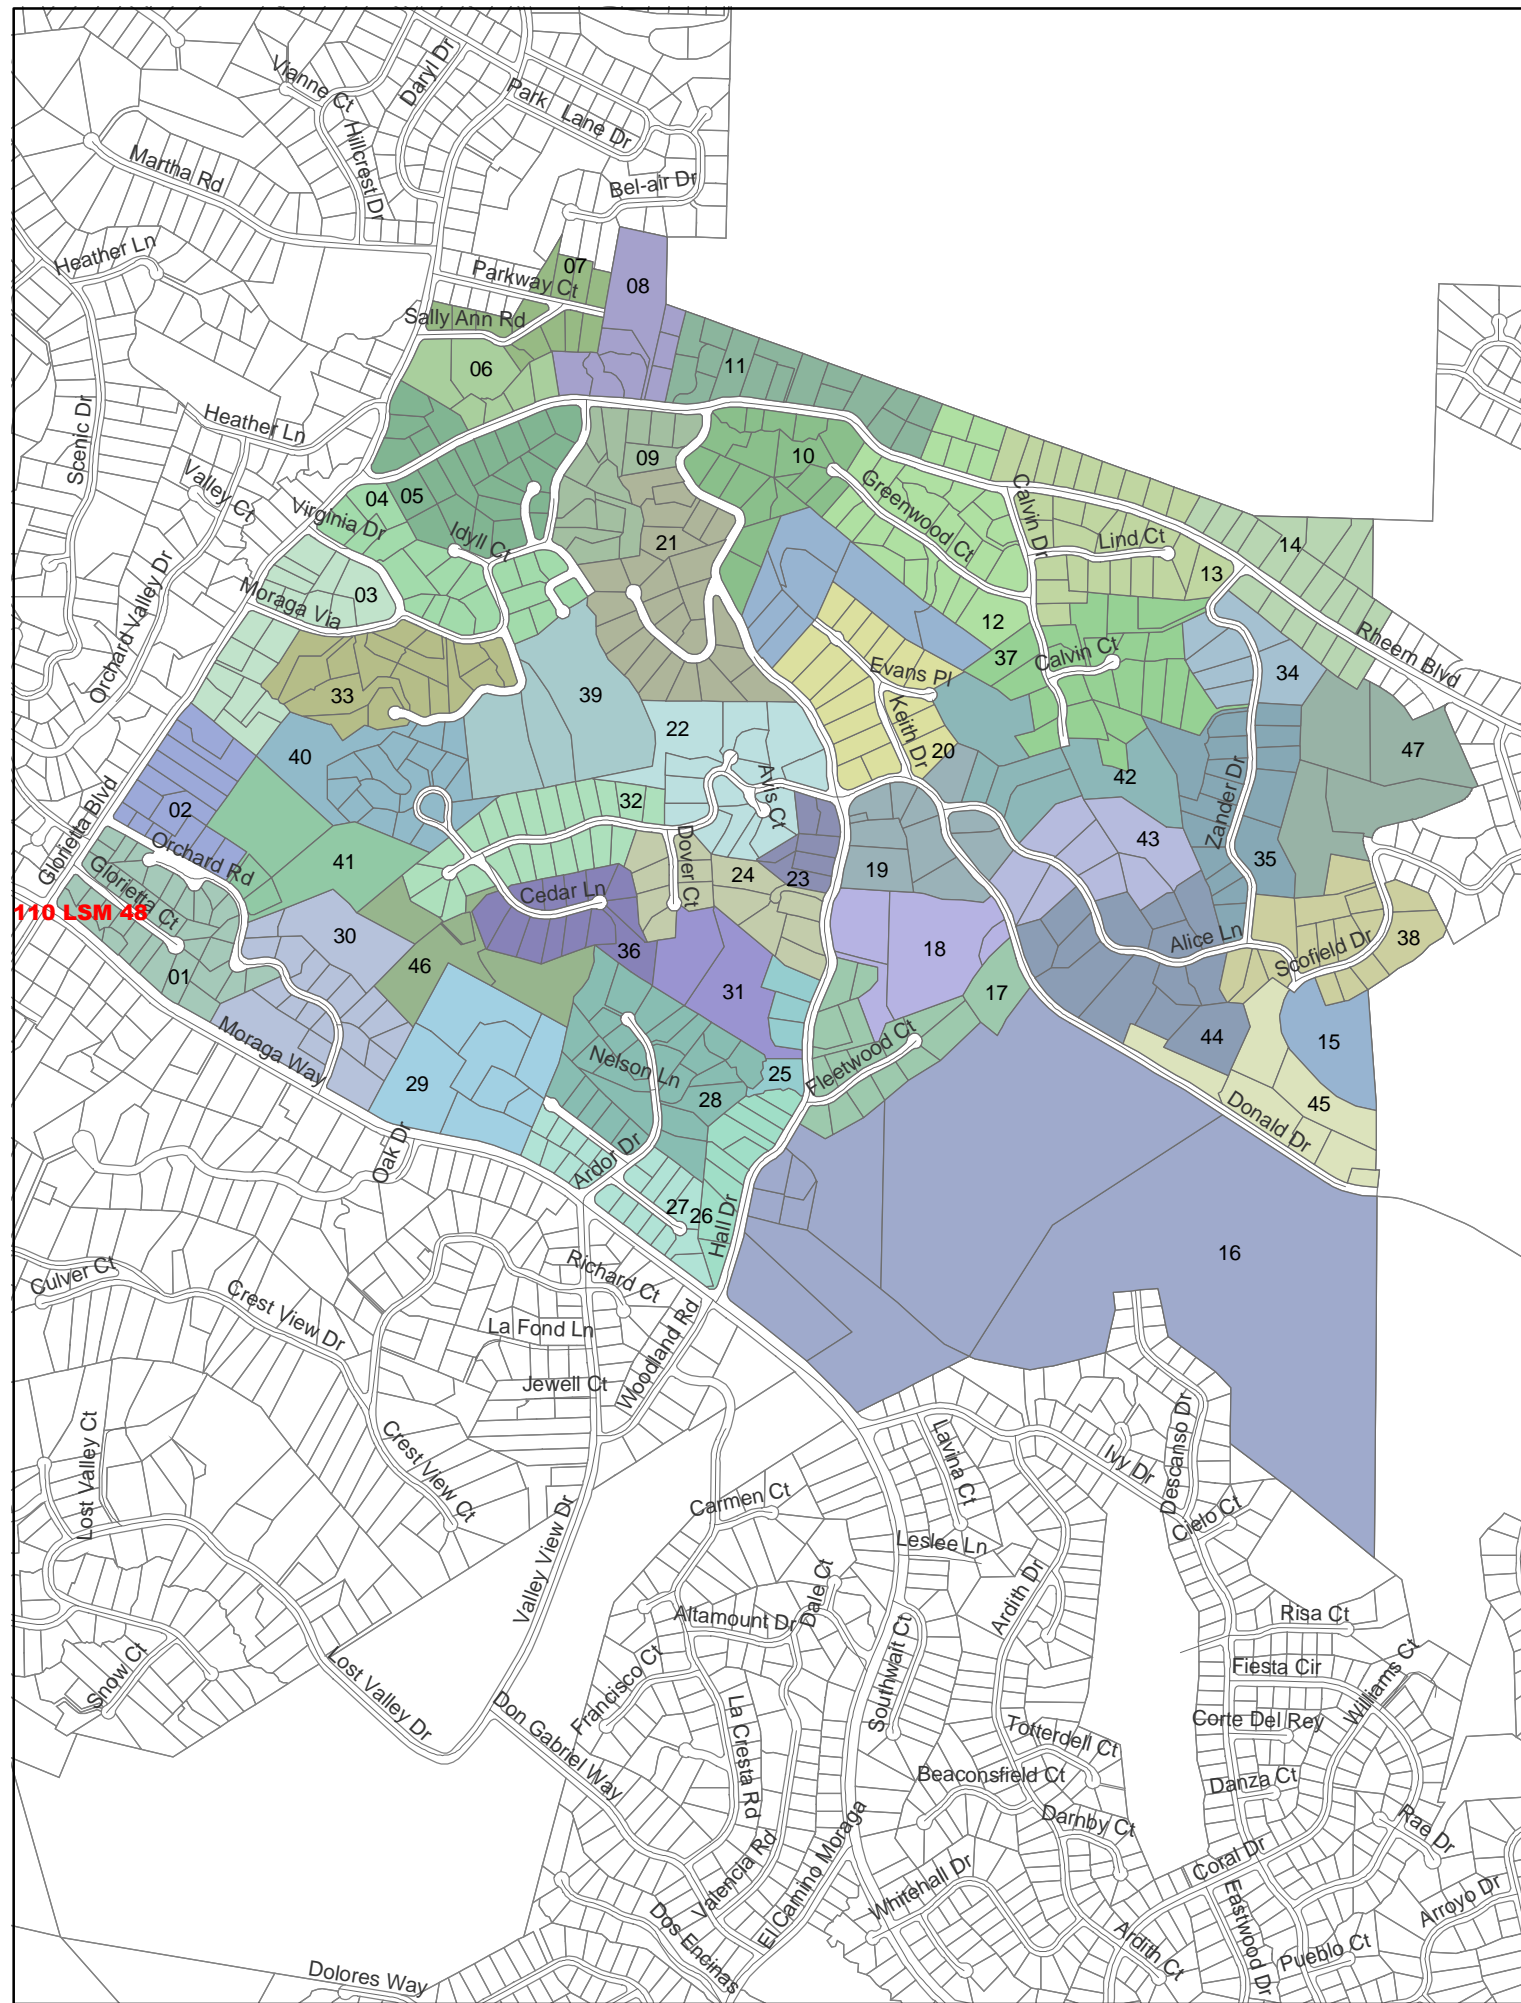 Vianne Ct
Daryl Dr
Park Lane Dr
Hillcrest Dr
Martha Rd
Bel-air Dr
Heather Ln
07
Parkway Ct
08
Sally Ann Rd
06
11
Scenic Dr
Heather Ln
09
10
Valley Ct
04
05
Virginia Dr
Idyll Ct
21
Greenwood Ct
Calvin Dr
Lind Ct
14
13
Orchard Valley Dr
Moraga Via
03
12
Rheem Blvd
37
Calvin Ct
34
Evans Pl
33
39
Keith Dr
22
20
40
47
42
Avis Ct
Zander Dr
32
02
Glorietta Blvd
Orchard Rd
41
Dover Ct
43
35
19
24
23
Glorietta Ct
Cedar Ln
110 LSM 48
30
36
18
Alice Ln
38
Scofield Dr
46
01
31
17
Moraga Way
44
15
Fleetwood Ct
Nelson Ln
25
29
28
45
Donald Dr
Oak Dr
Ardor Dr
27
26
Hall Dr
16
Culver Ct
Crest View Dr
Richard Ct
La Fond Ln
Woodland Rd
Jewell Ct
Lost Valley Ct
Crest View Ct
Lavina Ct
Ivy Dr
Descanso Dr
Carmen Ct
Cielo Ct
Leslee Ln
Valley View Dr
Dale Ct
Ardith Dr
Altamount Dr
Risa Ct
Snow Ct
Southwait Ct
Francisco Ct
Fiesta Cir
Williams Ct
Lost Valley Dr
Don Gabriel Way
La Cresta Rd
Corte Del Rey
Totterdell Ct
Beaconsfield Ct
Danza Ct
Darnby Ct
Rae Dr
Valencia Rd
El Camino Moraga
Coral Dr
Whitehall Dr
Dos Encinas
Eastwood Dr
Arroyo Dr
Ardith Ct
Pueblo Ct
Dolores Way